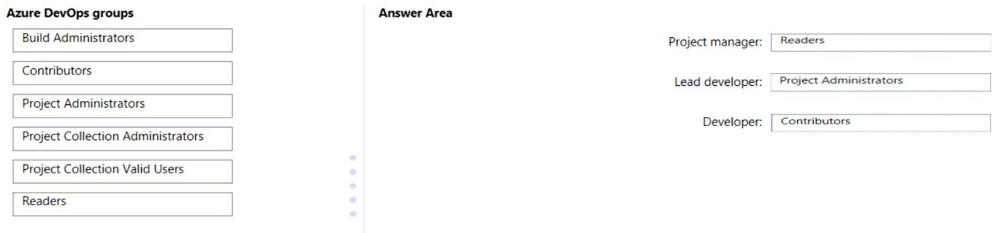 Azure DevOps groups
Build Administrators
Contributors
Project Administrators
Project Collection Administrators
Project Collection Valid Users
Readers
Answer Area
Project manager: Readers
Lead developer: Project Administrators
Developer: Contributors